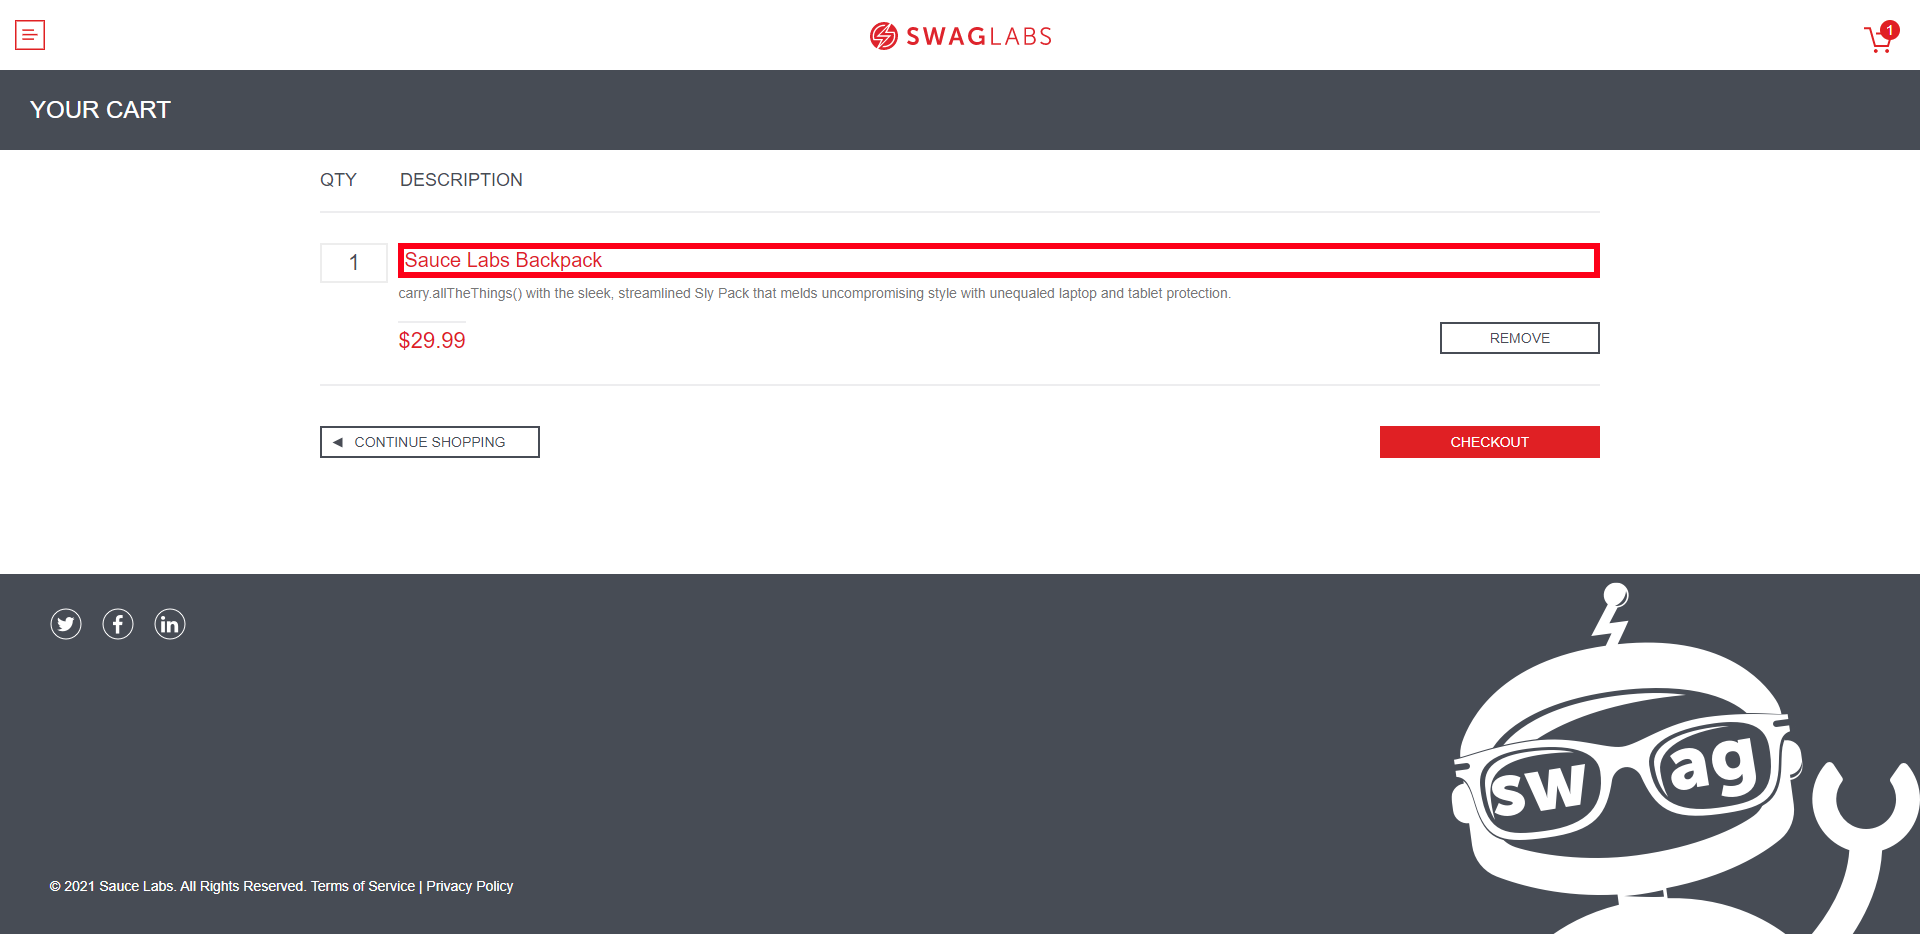 SWAGLABS
1
YOUR CART
QTY DESCRIPTION
1 Sauce Labs Backpack
carry.allTheThings() with the sleek, streamlined Sly Pack that melds uncompromising style with unequaled laptop and tablet protection.
$29.99 REMOVE
CONTINUE SHOPPING CHECKOUT
swag
© 2021 Sauce Labs. All Rights Reserved. Terms of Service | Privacy Policy